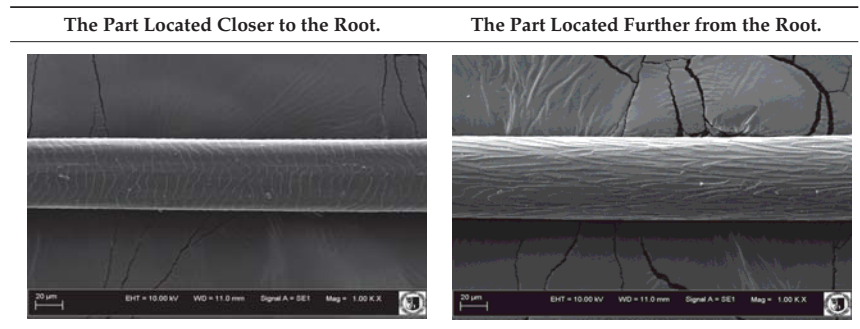 The Part Located Closer to the Root. The Part Located Further from the Root.
20 µm EHT = 10.00 kV WD = 11.0 mm Signal A = SE1 Mag = 1.00 K X
20 µm EHT = 10.00 kV WD = 11.0 mm Signal A = SE1 Mag = 1.00 K X